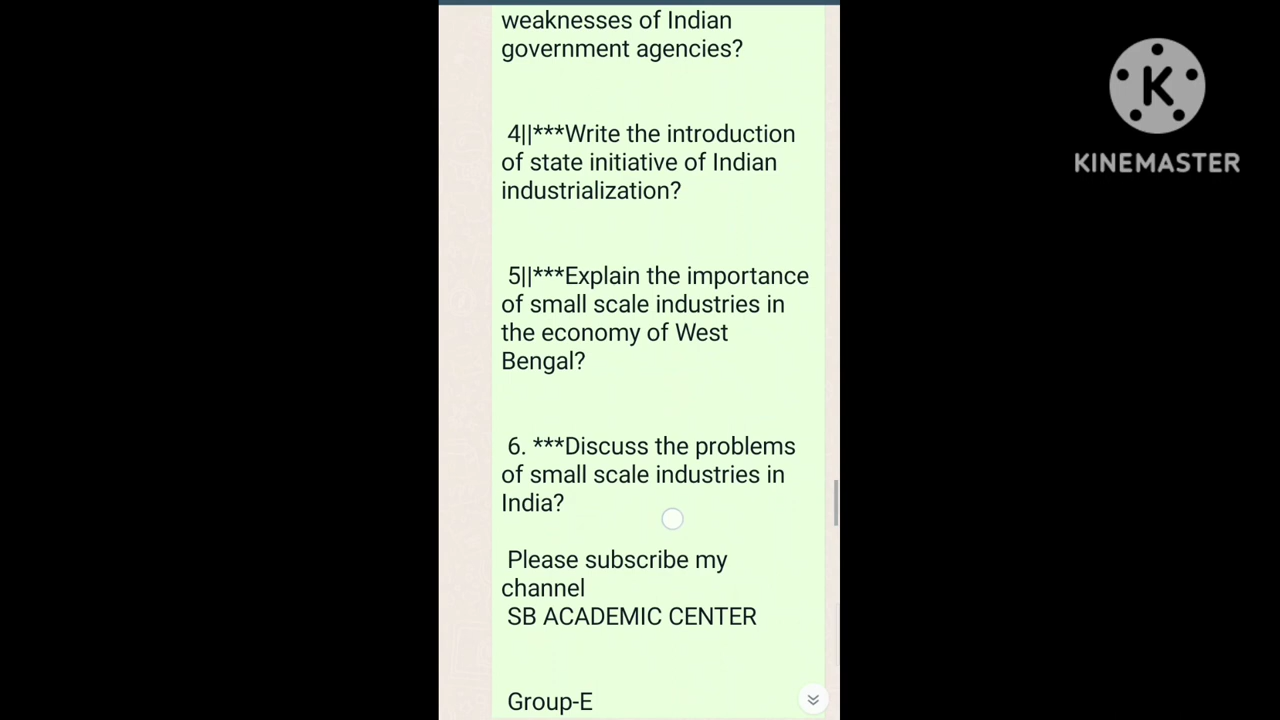 weaknesses of Indian
government agencies?
4||***Write the introduction
of state initiative of Indian
industrialization?
5||***Explain the importance
of small scale industries in
the economy of West
Bengal?
6. ***Discuss the problems
of small scale industries in
India?
Please subscribe my
channel
SB ACADEMIC CENTER
Group-E
K
KINEMASTER